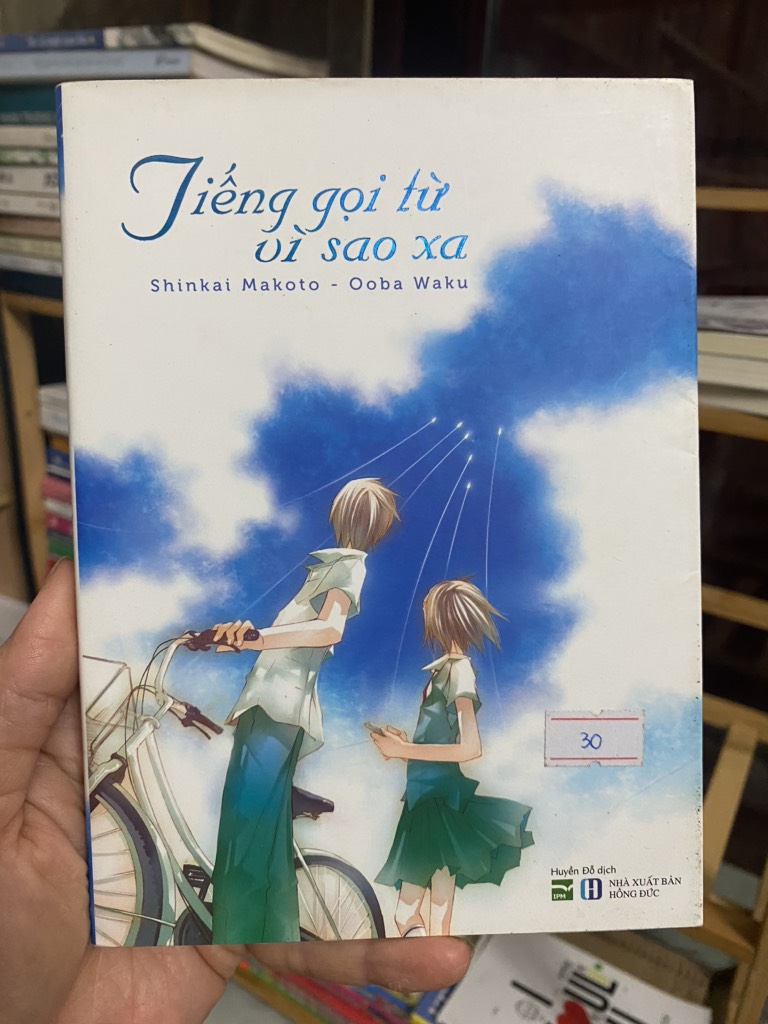 Tiếng gọi từ
vì sao xa
Shinkai Makoto - Ooba Waku
30
Huyền Đỗ dịch
IPM
H
NHÀ XUẤT BẢN
HỒNG ĐỨC